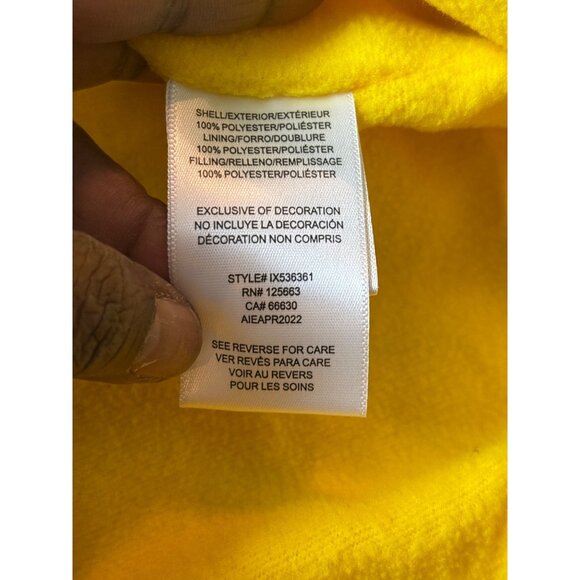 SHELL/EXTERIOR/EXTÉRIEUR
100% POLYESTER/POLIÉSTER
LINING/FORRO/DOUBLURE
100% POLYESTER/POLIÉSTER
FILLING/RELLENO/REMPLISSAGE
100% POLYESTER/POLIÉSTER
EXCLUSIVE OF DECORATION
NO INCLUYE LA DECORACIÓN
DÉCORATION NON COMPRIS
STYLE# IX536361
RN# 125663
CA# 66630
AIEAPR2022
SEE REVERSE FOR CARE
VER REVÉS PARA CARE
VOIR AU REVERS
POUR LES SOINS